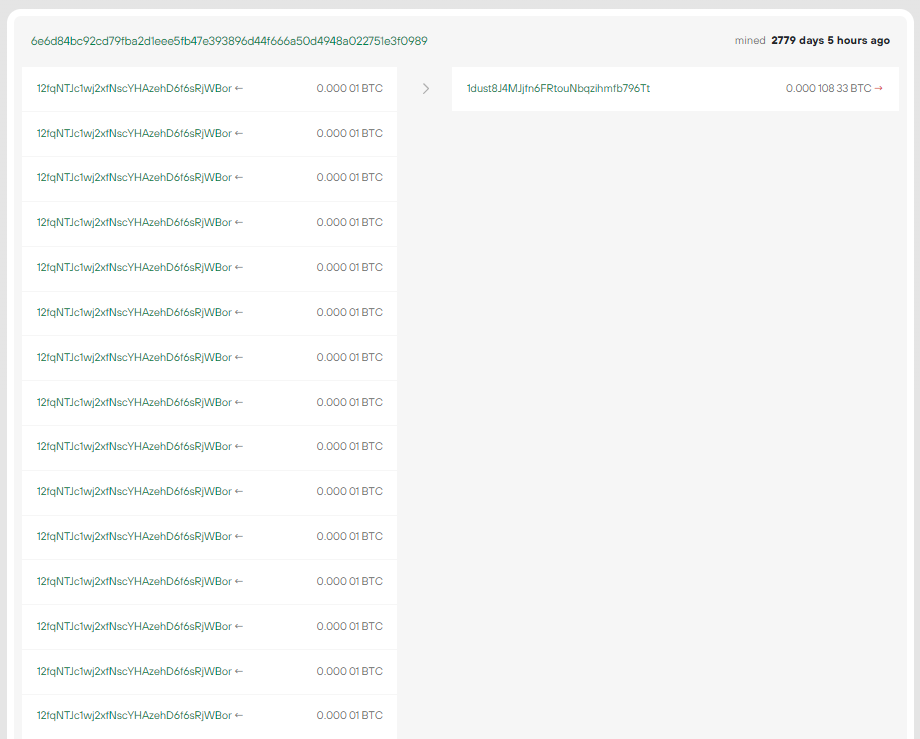 6e6d84bc92cd79fba2d1eee5fb47e393896d44f666a50d4948a022751e3f0989 mined 2779 days 5 hours ago
12fqNTJc1wj2xfNscYHAzehD6f6sRjWBor ← 0.000 01 BTC > 1dust8J4MJjfn6FRtouNbqzihmfb796Tt 0.000 108 33 BTC →
12fqNTJc1wj2xfNscYHAzehD6f6sRjWBor ← 0.000 01 BTC
12fqNTJc1wj2xfNscYHAzehD6f6sRjWBor ← 0.000 01 BTC
12fqNTJc1wj2xfNscYHAzehD6f6sRjWBor ← 0.000 01 BTC
12fqNTJc1wj2xfNscYHAzehD6f6sRjWBor ← 0.000 01 BTC
12fqNTJc1wj2xfNscYHAzehD6f6sRjWBor ← 0.000 01 BTC
12fqNTJc1wj2xfNscYHAzehD6f6sRjWBor ← 0.000 01 BTC
12fqNTJc1wj2xfNscYHAzehD6f6sRjWBor ← 0.000 01 BTC
12fqNTJc1wj2xfNscYHAzehD6f6sRjWBor ← 0.000 01 BTC
12fqNTJc1wj2xfNscYHAzehD6f6sRjWBor ← 0.000 01 BTC
12fqNTJc1wj2xfNscYHAzehD6f6sRjWBor ← 0.000 01 BTC
12fqNTJc1wj2xfNscYHAzehD6f6sRjWBor ← 0.000 01 BTC
12fqNTJc1wj2xfNscYHAzehD6f6sRjWBor ← 0.000 01 BTC
12fqNTJc1wj2xfNscYHAzehD6f6sRjWBor ← 0.000 01 BTC
12fqNTJc1wj2xfNscYHAzehD6f6sRjWBor ← 0.000 01 BTC